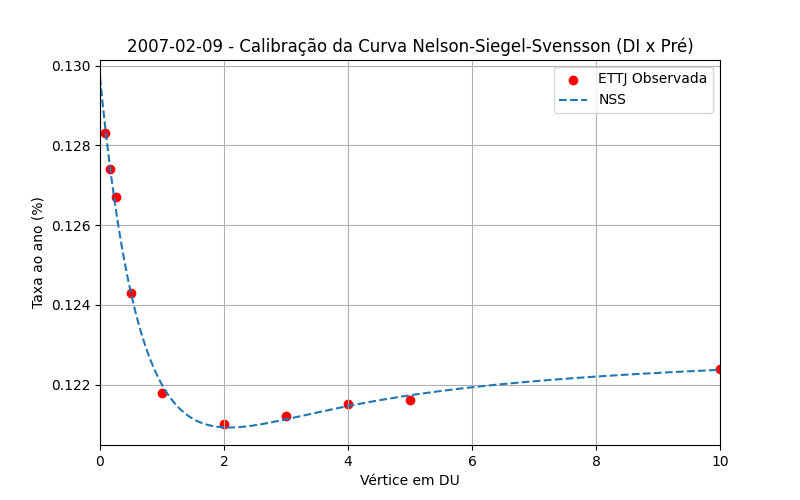 2007-02-09 - Calibração da Curva Nelson-Siegel-Svensson (DI x Pré)
0.130
0.128
0.126
0.124
0.122
Taxa ao ano (%)
ETTJ Observada
NSS
0 2 4 6 8 10
Vértice em DU